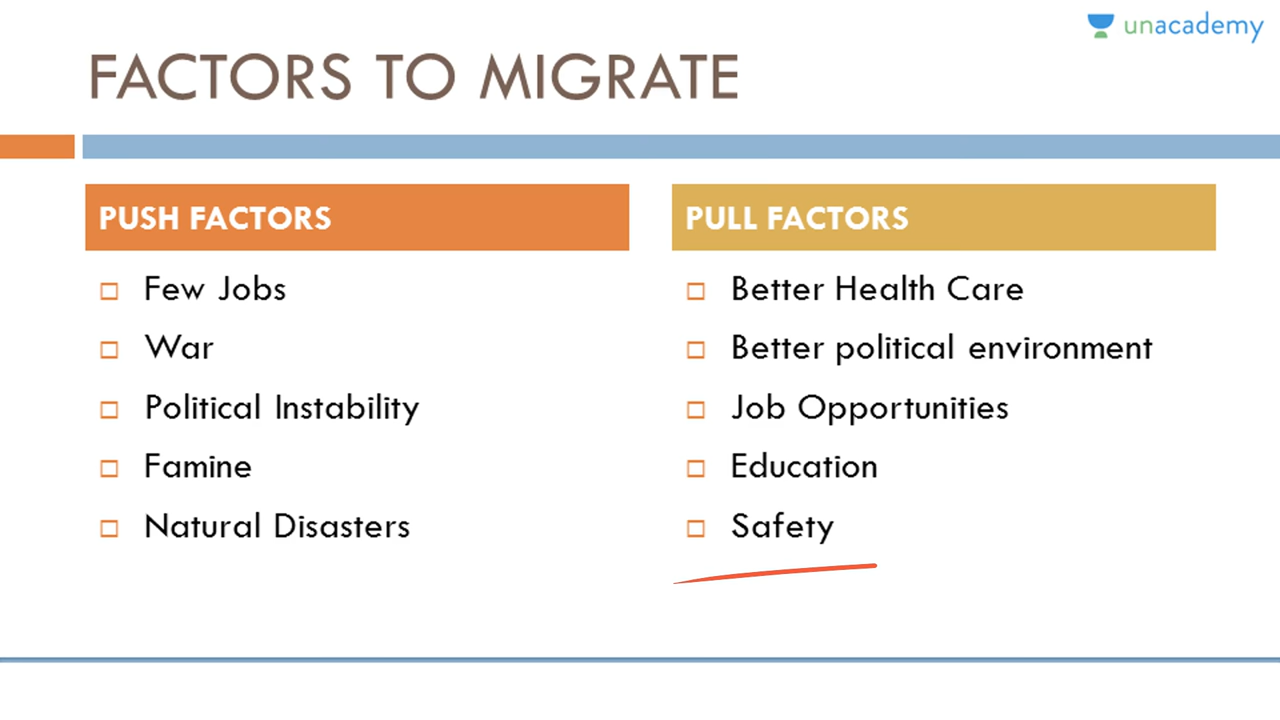 unacademy
FACTORS TO MIGRATE
PUSH FACTORS
Few Jobs
War
Political Instability
Famine
Natural Disasters
PULL FACTORS
Better Health Care
Better political environment
Job Opportunities
Education
Safety